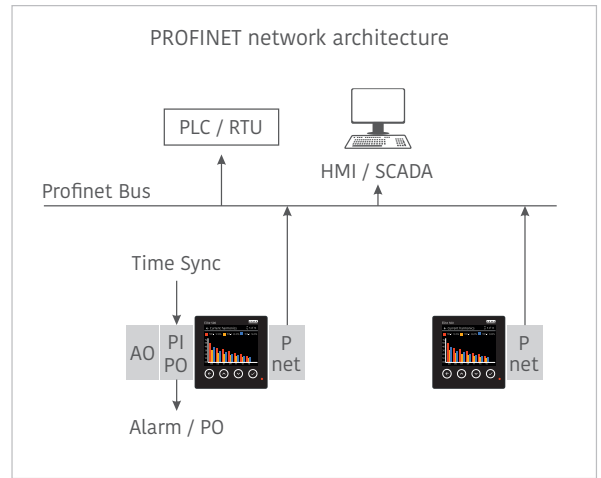 PROFINET network architecture
PLC / RTU
HMI / SCADA
Profinet Bus
Time Sync
AO
PI
PO
P
net
P
net
Alarm / PO